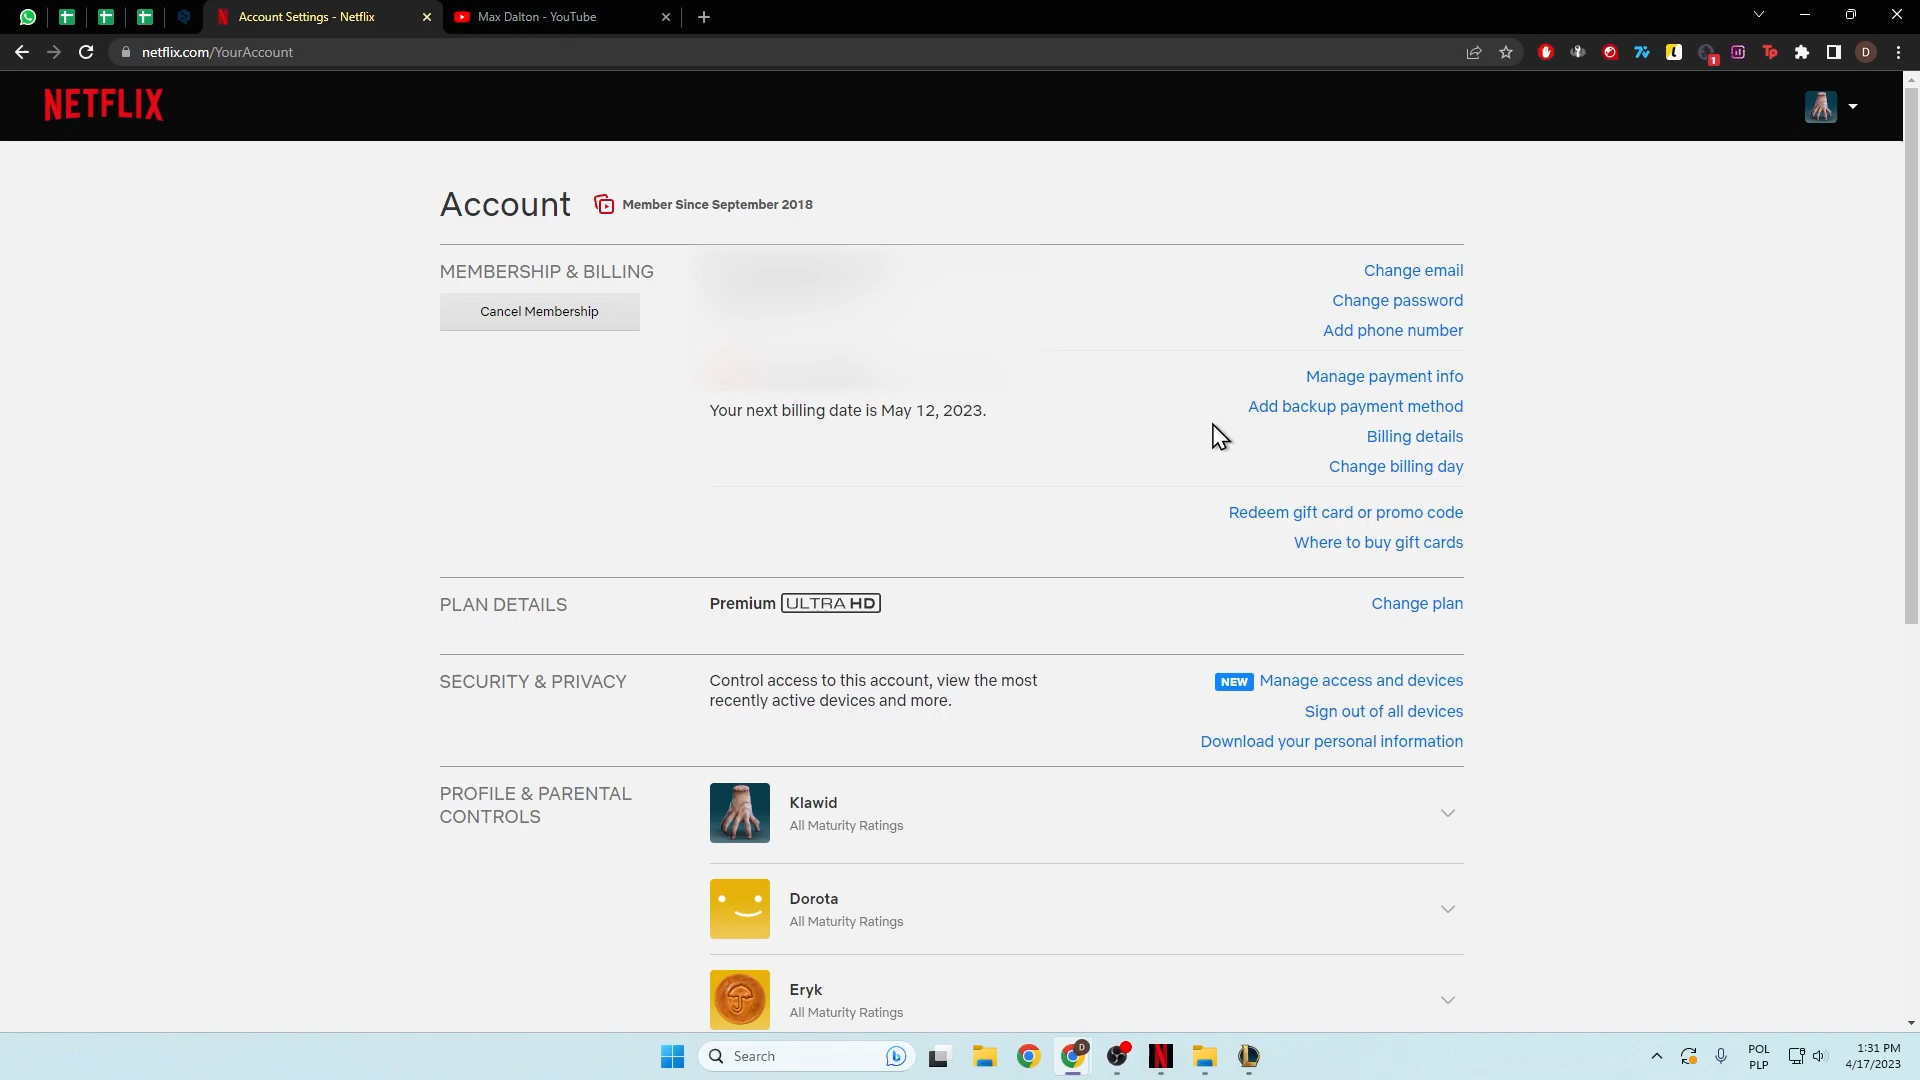 Account Settings - Netflix
Max Dalton - YouTube
netflix.com/YourAccount
1
Tp
D
NETFLIX
Account
Member Since September 2018
MEMBERSHIP & BILLING
Cancel Membership
Change email
Change password
Add phone number
Manage payment info
Your next billing date is May 12, 2023.
Add backup payment method
Billing details
Change billing day
Redeem gift card or promo code
Where to buy gift cards
PLAN DETAILS
Premium ULTRA HD
Change plan
SECURITY & PRIVACY
Control access to this account, view the most
recently active devices and more.
NEW Manage access and devices
Sign out of all devices
Download your personal information
PROFILE & PARENTAL
CONTROLS
Klawid
All Maturity Ratings
Dorota
All Maturity Ratings
Eryk
All Maturity Ratings
Search
D
POL
PLP
1:31 PM
4/17/2023